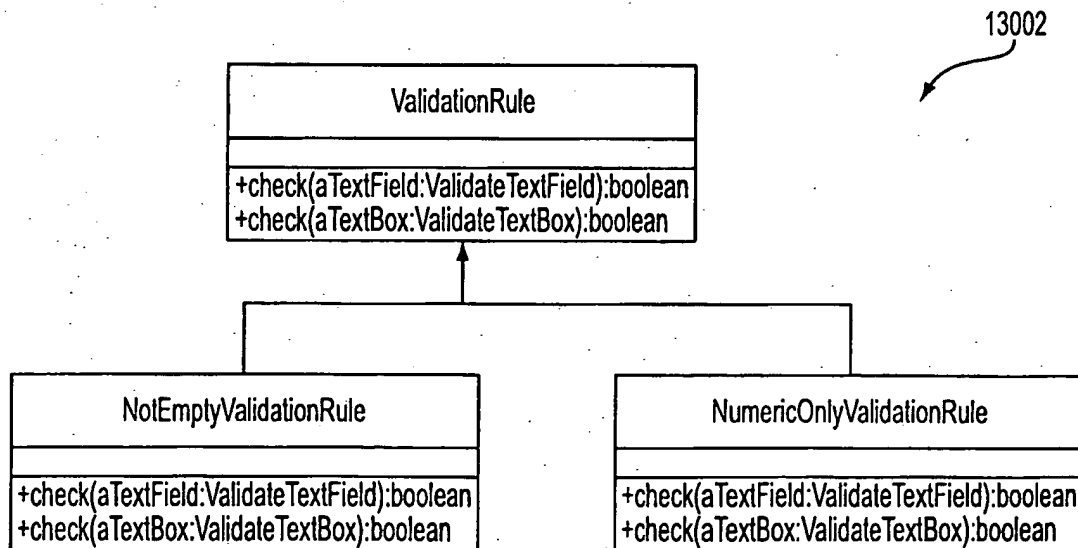 13002
ValidationRule
+check(aTextField:ValidateTextField):boolean
+check(aTextBox:ValidateTextBox):boolean
NotEmptyValidationRule
+check(aTextField:ValidateTextField):boolean
+check(aTextBox:ValidateTextBox):boolean
NumericOnlyValidationRule
+check(aTextField:ValidateTextField):boolean
+check(aTextBox:ValidateTextBox):boolean